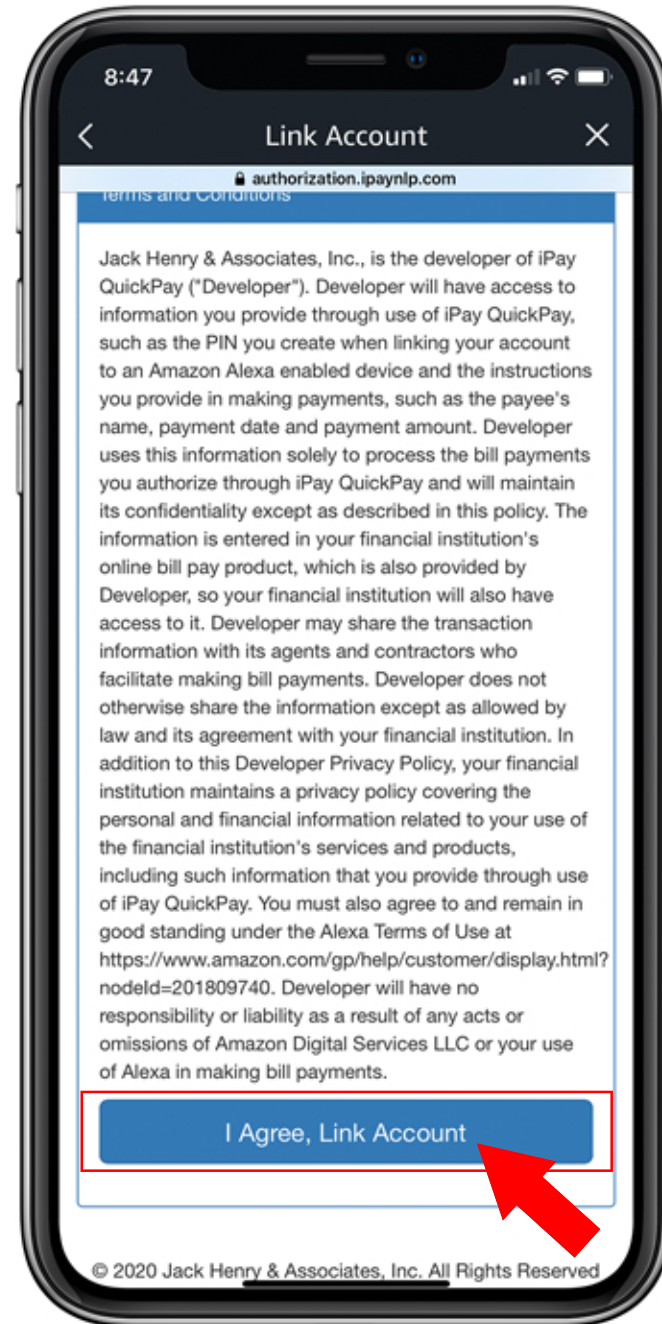 8:47
Link Account
authorization.ipaynlp.com
Terms and Conditions
Jack Henry & Associates, Inc., is the developer of iPay
QuickPay ("Developer"). Developer will have access to
information you provide through use of iPay QuickPay,
such as the PIN you create when linking your account
to an Amazon Alexa enabled device and the instructions
you provide in making payments, such as the payee's
name, payment date and payment amount. Developer
uses this information solely to process the bill payments
you authorize through iPay QuickPay and will maintain
its confidentiality except as described in this policy. The
information is entered in your financial institution's
online bill pay product, which is also provided by
Developer, so your financial institution will also have
access to it. Developer may share the transaction
information with its agents and contractors who
facilitate making bill payments. Developer does not
otherwise share the information except as allowed by
law and its agreement with your financial institution. In
addition to this Developer Privacy Policy, your financial
institution maintains a privacy policy covering the
personal and financial information related to your use of
the financial institution's services and products,
including such information that you provide through use
of iPay QuickPay. You must also agree to and remain in
good standing under the Alexa Terms of Use at
https://www.amazon.com/gp/help/customer/display.html?
nodeId=201809740. Developer will have no
responsibility or liability as a result of any acts or
omissions of Amazon Digital Services LLC or your use
of Alexa in making bill payments.
I Agree, Link Account
© 2020 Jack Henry & Associates, Inc. All Rights Reserved